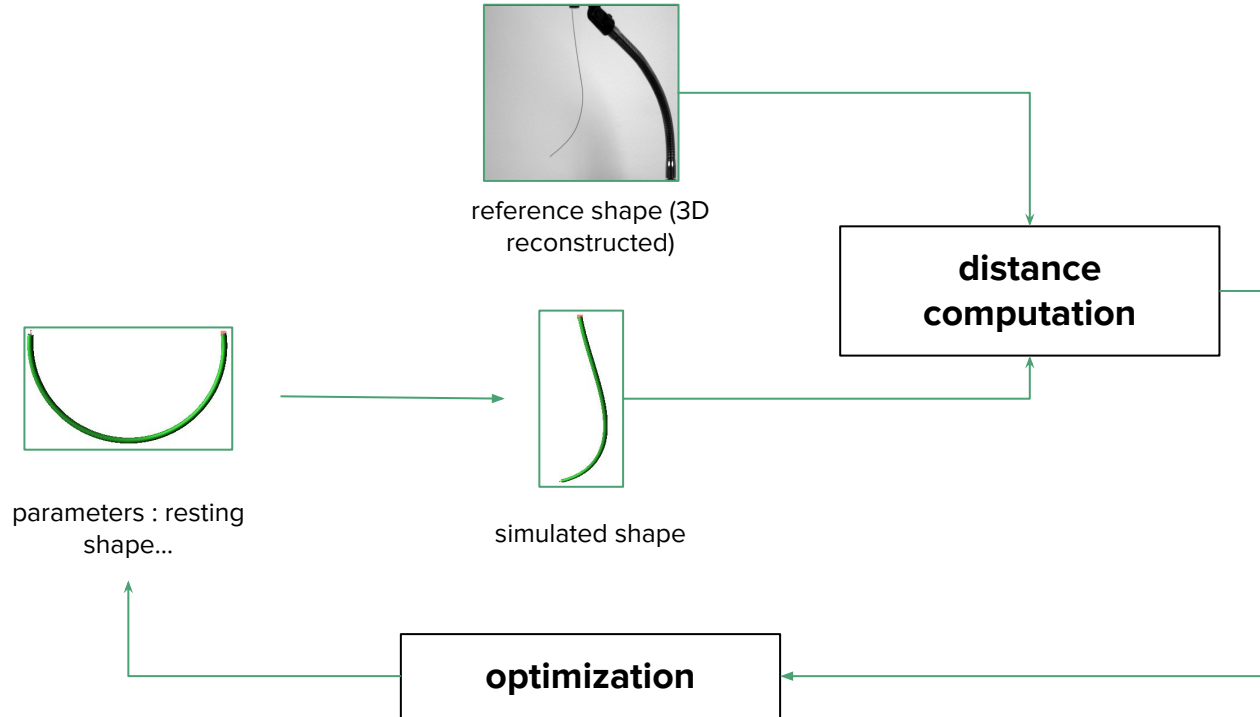 reference shape (3D
reconstructed)
distance
computation
parameters : resting
shape...
simulated shape
optimization